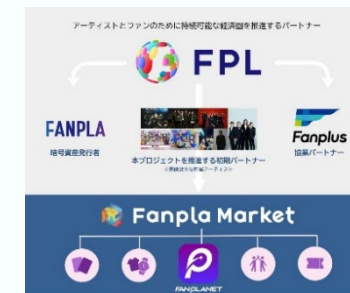 アーティストとファンのために持続可能な経済圏を推進するパートナー
FPL
FANPLA
暗号資産発行者
本プロジェクトを推進する初期パートナー
Fanplus
協業パートナー
Fanpla Market
FANPLANET